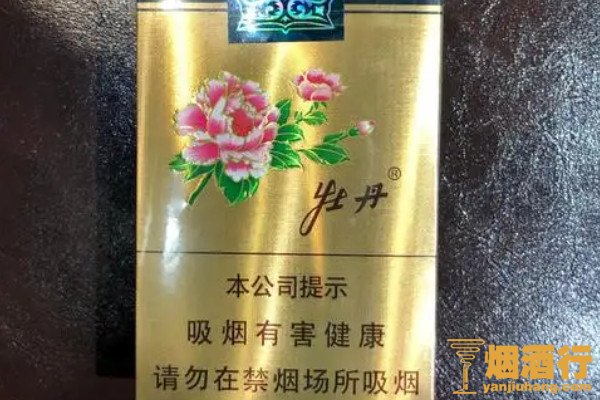 牡丹®
本公司提示
吸烟有害健康
请勿在禁烟场所吸烟
烟酒行
yanjiuhang.com